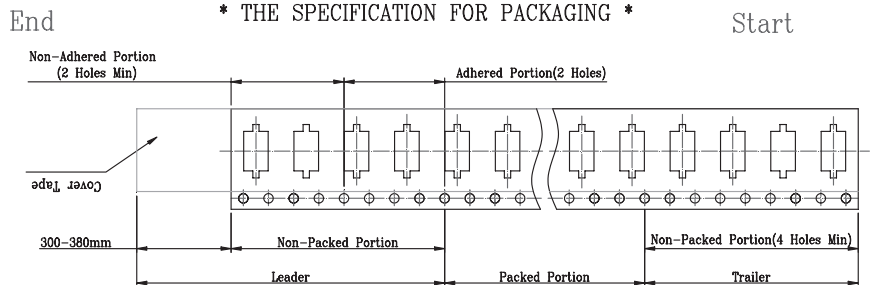 * THE SPECIFICATION FOR PACKAGING *
End
Start
Non-Adhered Portion
(2 Holes Min)
Adhered Portion(2 Holes)
Cover Tape
300-380mm
Non-Packed Portion
Non-Packed Portion(4 Holes Min)
Leader
Packed Portion
Trailer